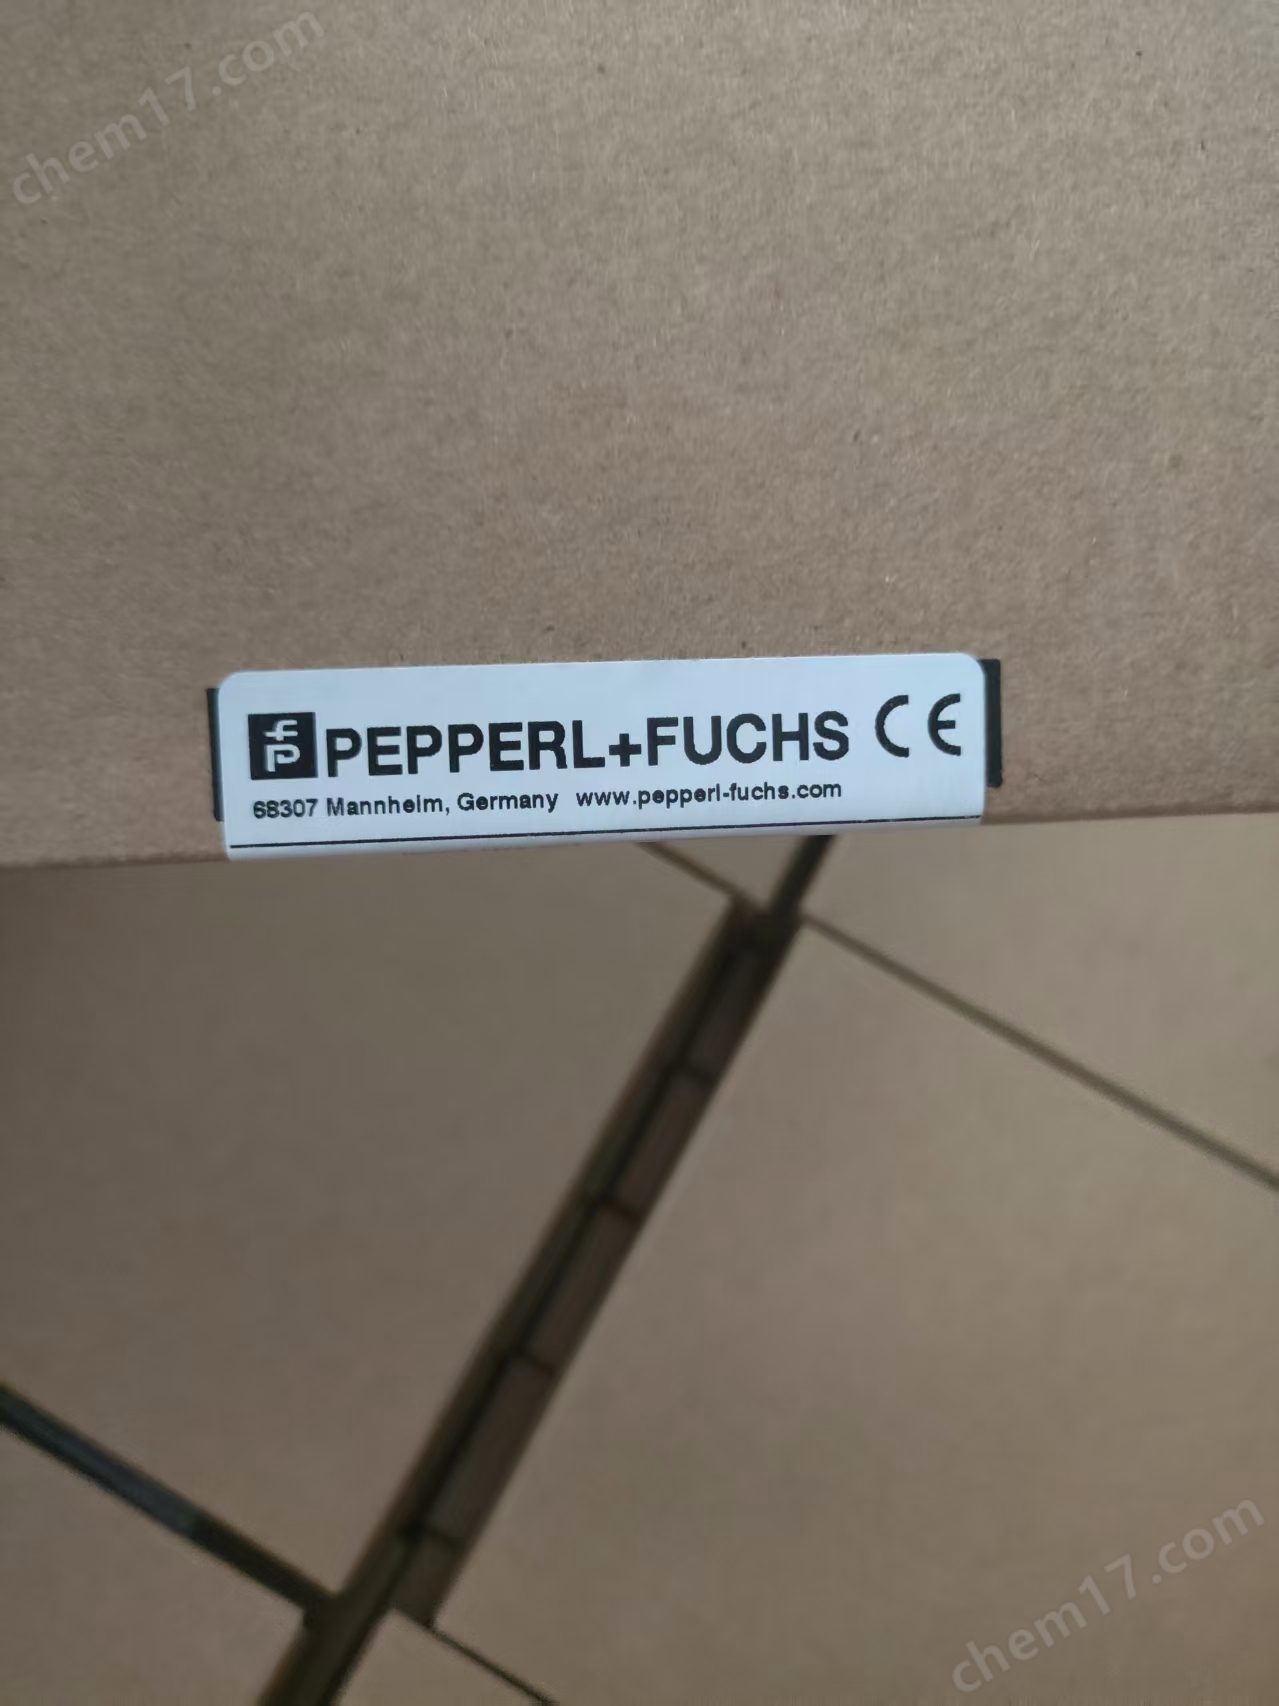 chem17.com
PEPPERL+FUCHS CE
68307 Mannheim, Germany www.pepperl-fuchs.com
chem17.com